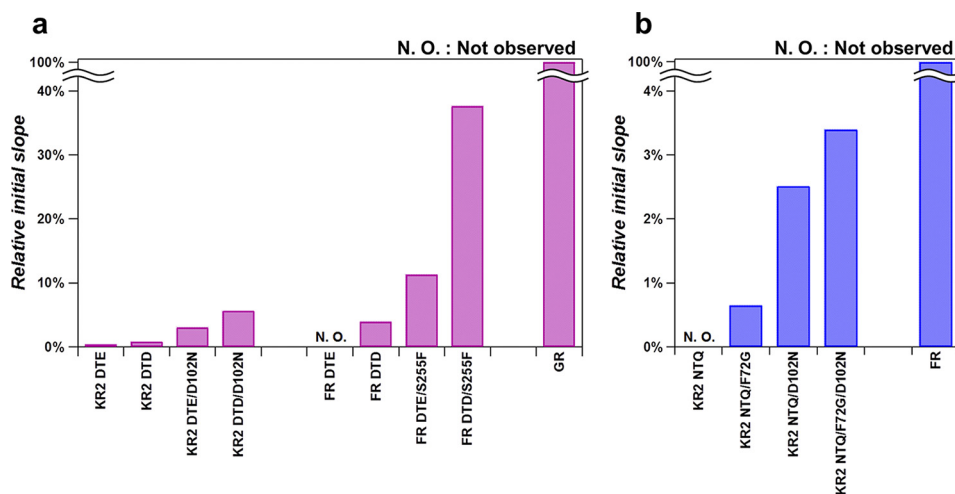 a
N. O. : Not observed
100%
40%
30%
20%
10%
0%
Relative initial slope
N. O.
KR2 DTE
KR2 DTD
KR2 DTE/D102N
KR2 DTD/D102N
FR DTE
FR DTD
FR DTE/S255F
FR DTD/S255F
GR
b
N. O. : Not observed
100%
4%
3%
2%
1%
0%
Relative initial slope
N. O.
KR2 NTQ
KR2 NTQ/F72G
KR2 NTQ/D102N
KR2 NTQ/F72G/D102N
FR